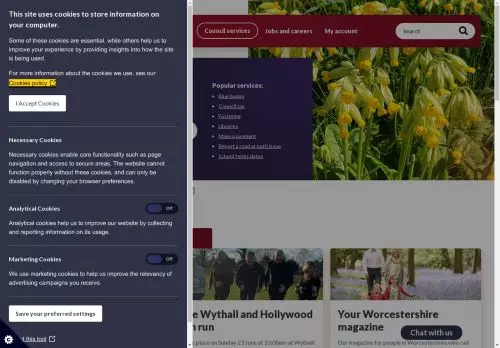 This site uses cookies to store information on
your computer.
Some of these cookies are essential, while others help us to
improve your experience by providing insights into how the site
is being used.
For more information about the cookies we use, see our
Cookies policy
I Accept Cookies
Necessary Cookies
Necessary cookies enable core functionality such as page
navigation and access to secure areas. The website cannot
function properly without these cookies, and can only be
disabled by changing your browser preferences.
Analytical Cookies
Off
Analytical cookies help us to improve our website by collecting
and reporting information on its usage.
Marketing Cookies
Off
We use marketing cookies to help us improve the relevancy of
advertising campaigns you receive.
Save your preferred settings
this tool
Council services
Jobs and careers
My account
Search
Popular services:
Blue badge
Council tax
Fostering
Libraries
Make a payment
Report a road or path issue
School terms dates
e Wythall and Hollywood
n run
place on Sunday 23 June at 10:00am at Wythall
Your Worcestershire
magazine
Our magazine for people in Worcestershire who call
Chat with us